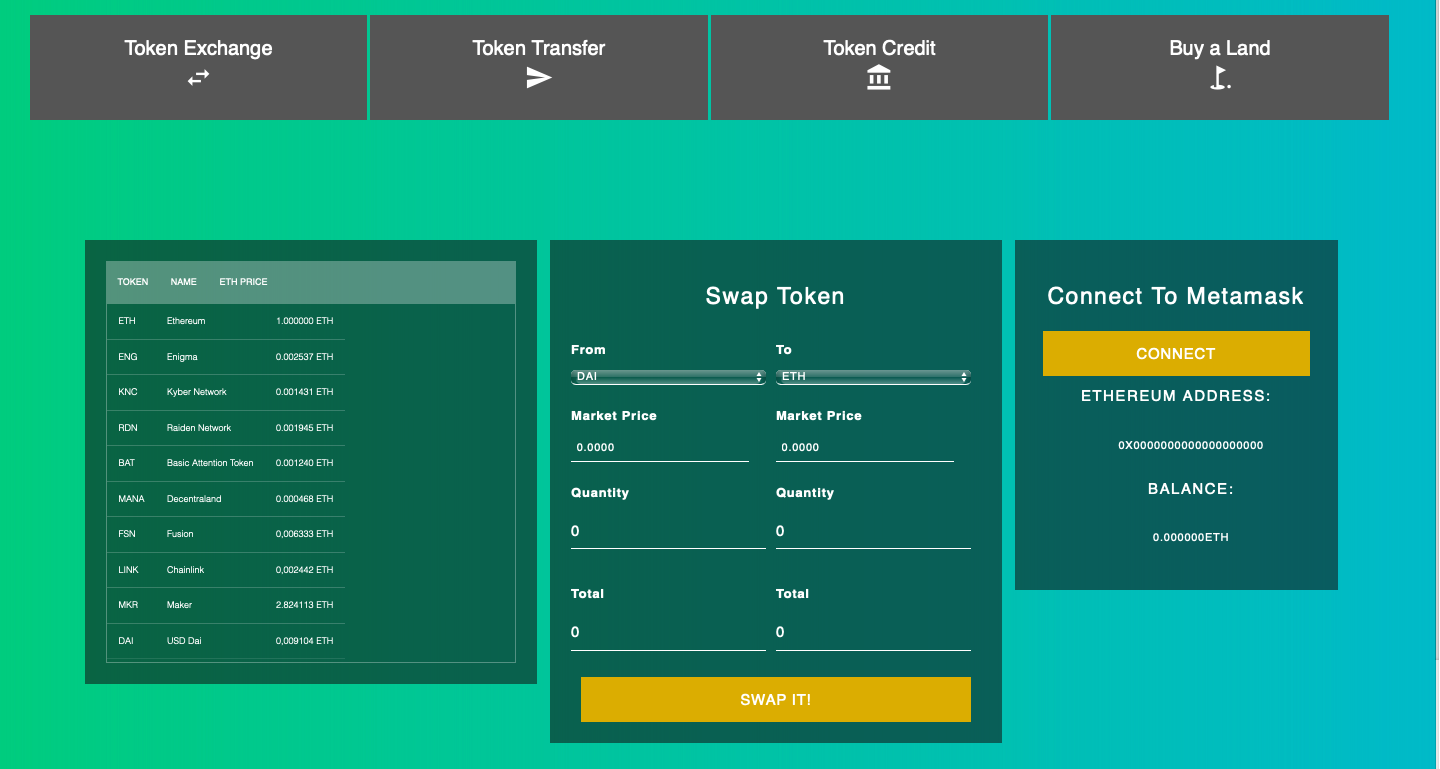 Token Exchange
Token Transfer
Token Credit
Buy a Land
TOKEN NAME ETH PRICE
ETH Ethereum 1.000000 ETH
ENG Enigma 0.002537 ETH
KNC Kyber Network 0.001431 ETH
RDN Raiden Network 0.001945 ETH
BAT Basic Attention Token 0.001240 ETH
MANA Decentraland 0.000468 ETH
FSN Fusion 0,006333 ETH
LINK Chainlink 0,002442 ETH
MKR Maker 2.824113 ETH
DAI USD Dai 0,009104 ETH
Swap Token
From To
DAI ETH
Market Price Market Price
0.0000 0.0000
Quantity Quantity
0 0
Total Total
0 0
SWAP IT!
Connect To Metamask
CONNECT
ETHEREUM ADDRESS:
0X0000000000000000000
BALANCE:
0.000000ETH